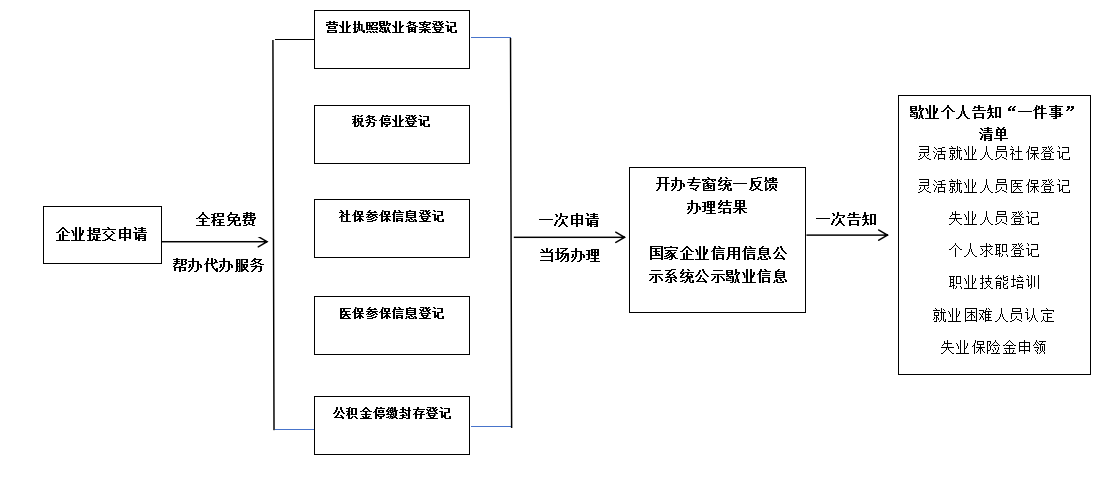 企业提交申请
全程免费
帮办代办服务
营业执照歇业备案登记
税务停业登记
社保参保信息登记
医保参保信息登记
公积金停缴封存登记
一次申请
当场办理
开办专窗统一反馈
办理结果
国家企业信用信息公
示系统公示歇业信息
一次告知
歇业个人告知“一件事”
清单
灵活就业人员社保登记
灵活就业人员医保登记
失业人员登记
个人求职登记
职业技能培训
就业困难人员认定
失业保险金申领